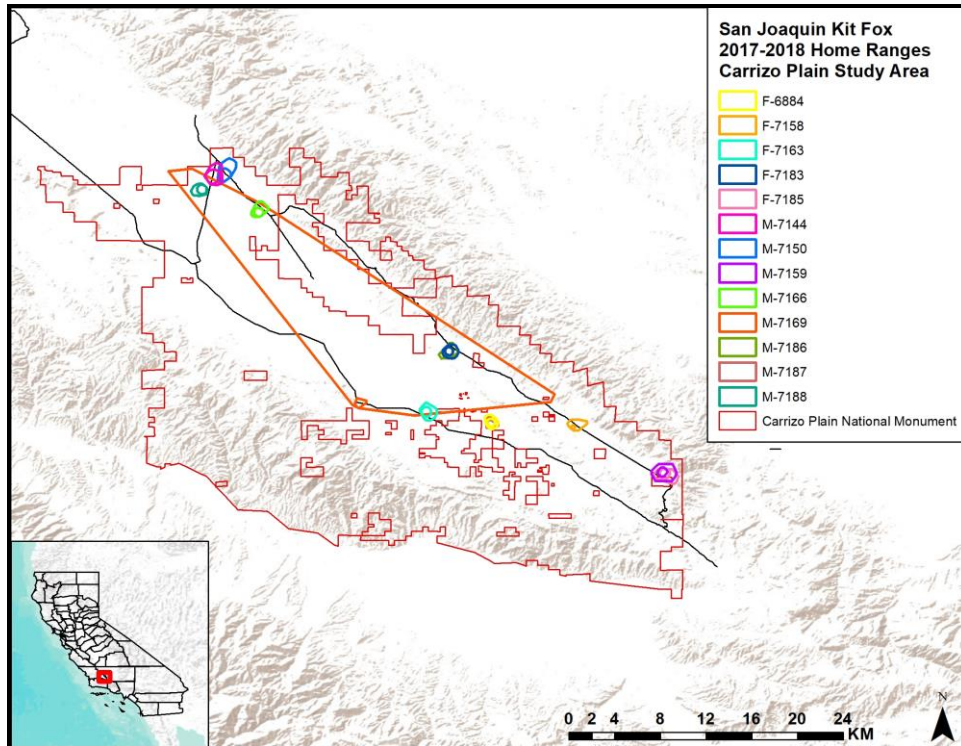 San Joaquin Kit Fox
2017-2018 Home Ranges
Carrizo Plain Study Area
F-6884
F-7158
F-7163
F-7183
F-7185
M-7144
M-7150
M-7159
M-7166
M-7169
M-7186
M-7187
M-7188
Carrizo Plain National Monument
N
0 2 4 8 12 16 20 24
KM